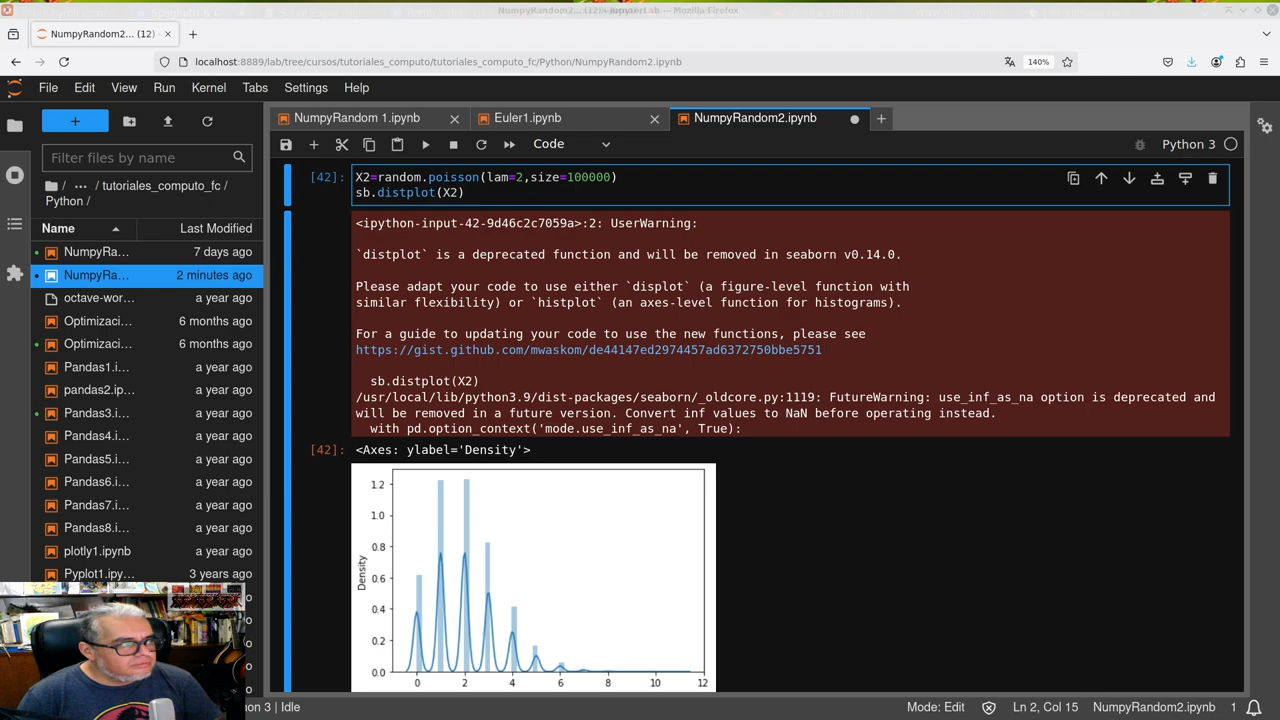 NumpyRandom2... (12) - JupyterLab — Mozilla Firefox
NumpyRandom2... (12)
localhost:8889/lab/tree/cursos/tutoriales_computo/tutoriales_computo_fc/Python/NumpyRandom2.ipynb
140%
File Edit View Run Kernel Tabs Settings Help
+
Filter files by name
/ ... / tutoriales_computo_fc /
Python /
Name Last Modified
NumpyRa... 7 days ago
NumpyRa... 2 minutes ago
octave-wor... a year ago
Optimizaci... 6 months ago
Optimizaci... 6 months ago
Pandas1.i... a year ago
pandas2.ip... a year ago
Pandas3.i... a year ago
Pandas4.i... a year ago
Pandas5.i... a year ago
Pandas6.i... a year ago
Pandas7.i... a year ago
Pandas8.i... a year ago
plotly1.ipynb a year ago
Pyplot1.ipy... 3 years ago
NumpyRandom 1.ipynb
Euler1.ipynb
NumpyRandom2.ipynb
Code
Python 3
[42]: X2=random.poisson(lam=2,size=100000)
sb.distplot(X2)
<ipython-input-42-9d46c2c7059a>:2: UserWarning:
`distplot` is a deprecated function and will be removed in seaborn v0.14.0.
Please adapt your code to use either `displot` (a figure-level function with
similar flexibility) or `histplot` (an axes-level function for histograms).
For a guide to updating your code to use the new functions, please see
https://gist.github.com/mwaskom/de44147ed2974457ad6372750bbe5751
sb.distplot(X2)
/usr/local/lib/python3.9/dist-packages/seaborn/_oldcore.py:1119: FutureWarning: use_inf_as_na option is deprecated and
will be removed in a future version. Convert inf values to NaN before operating instead.
with pd.option_context('mode.use_inf_as_na', True):
[42]: <Axes: ylabel='Density'>
1.2
1.0
0.8
0.6
0.4
0.2
0.0
Density
0 2 4 6 8 10 12
on 3 | Idle
Mode: Edit
Ln 2, Col 15
NumpyRandom2.ipynb
1